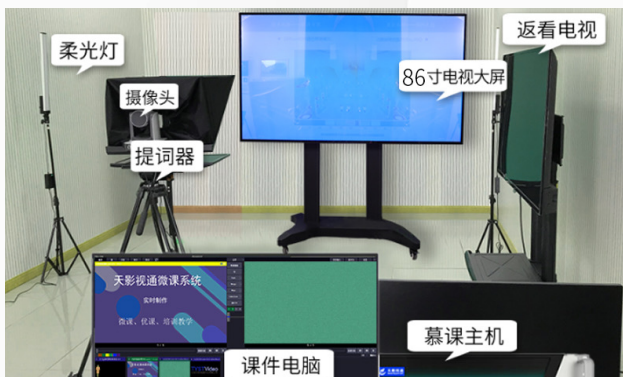 返看电视
柔光灯
86寸电视大屏
摄像头
提词器
天影视通微课系统
实时制作
微课、优课、培训教学
慕课主机
课件电脑